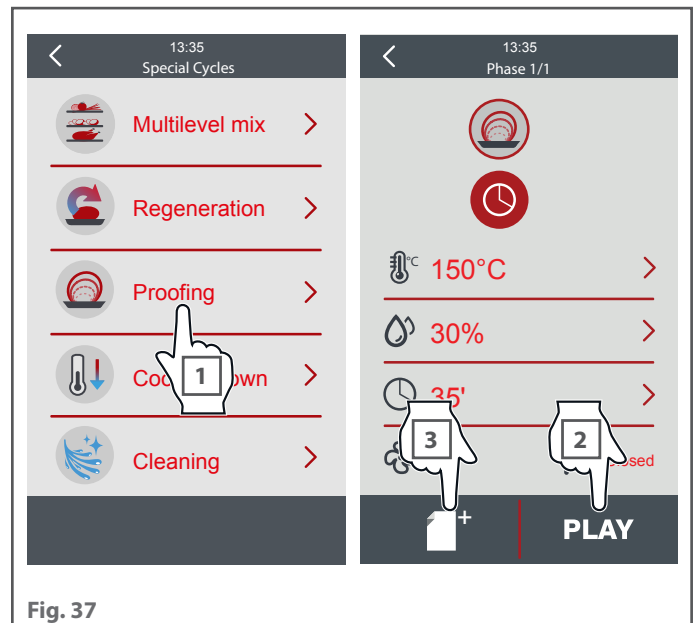 13:35
Special Cycles
Multilevel mix
Regeneration
Proofing
1
Cleaning
13:35
Phase 1/1
°C
150°C
30%
35'
3
2
+
PLAY
Fig. 37